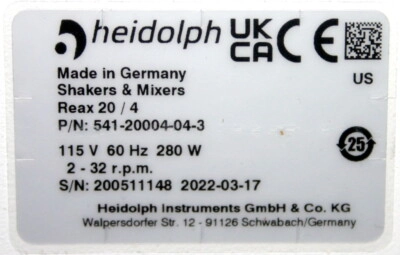 heidolph UK CA CE
Made in Germany
Shakers & Mixers
Reax 20 / 4
P/N: 541-20004-04-3
US
115 V 60 Hz 280 W
2 - 32 r.p.m.
25
S/N: 200511148 2022-03-17
Heidolph Instruments GmbH & Co. KG
Walpersdorfer Str. 12 - 91126 Schwabach/Germany